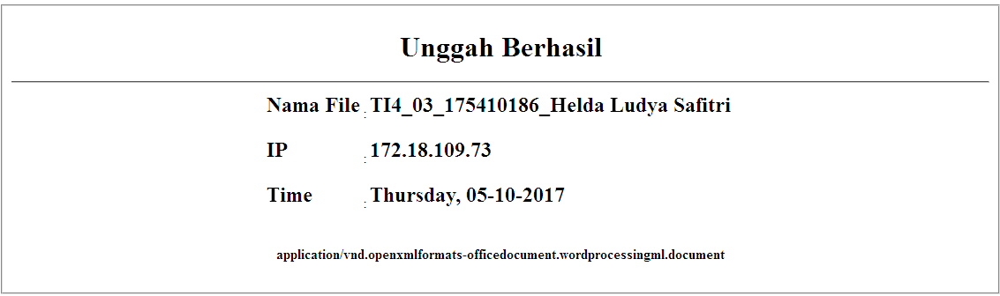 Unggah Berhasil
Nama File : TI4_03_175410186_Helda Ludya Safitri
IP : 172.18.109.73
Time : Thursday, 05-10-2017
application/vnd.openxmlformats-officedocument.wordprocessingml.document